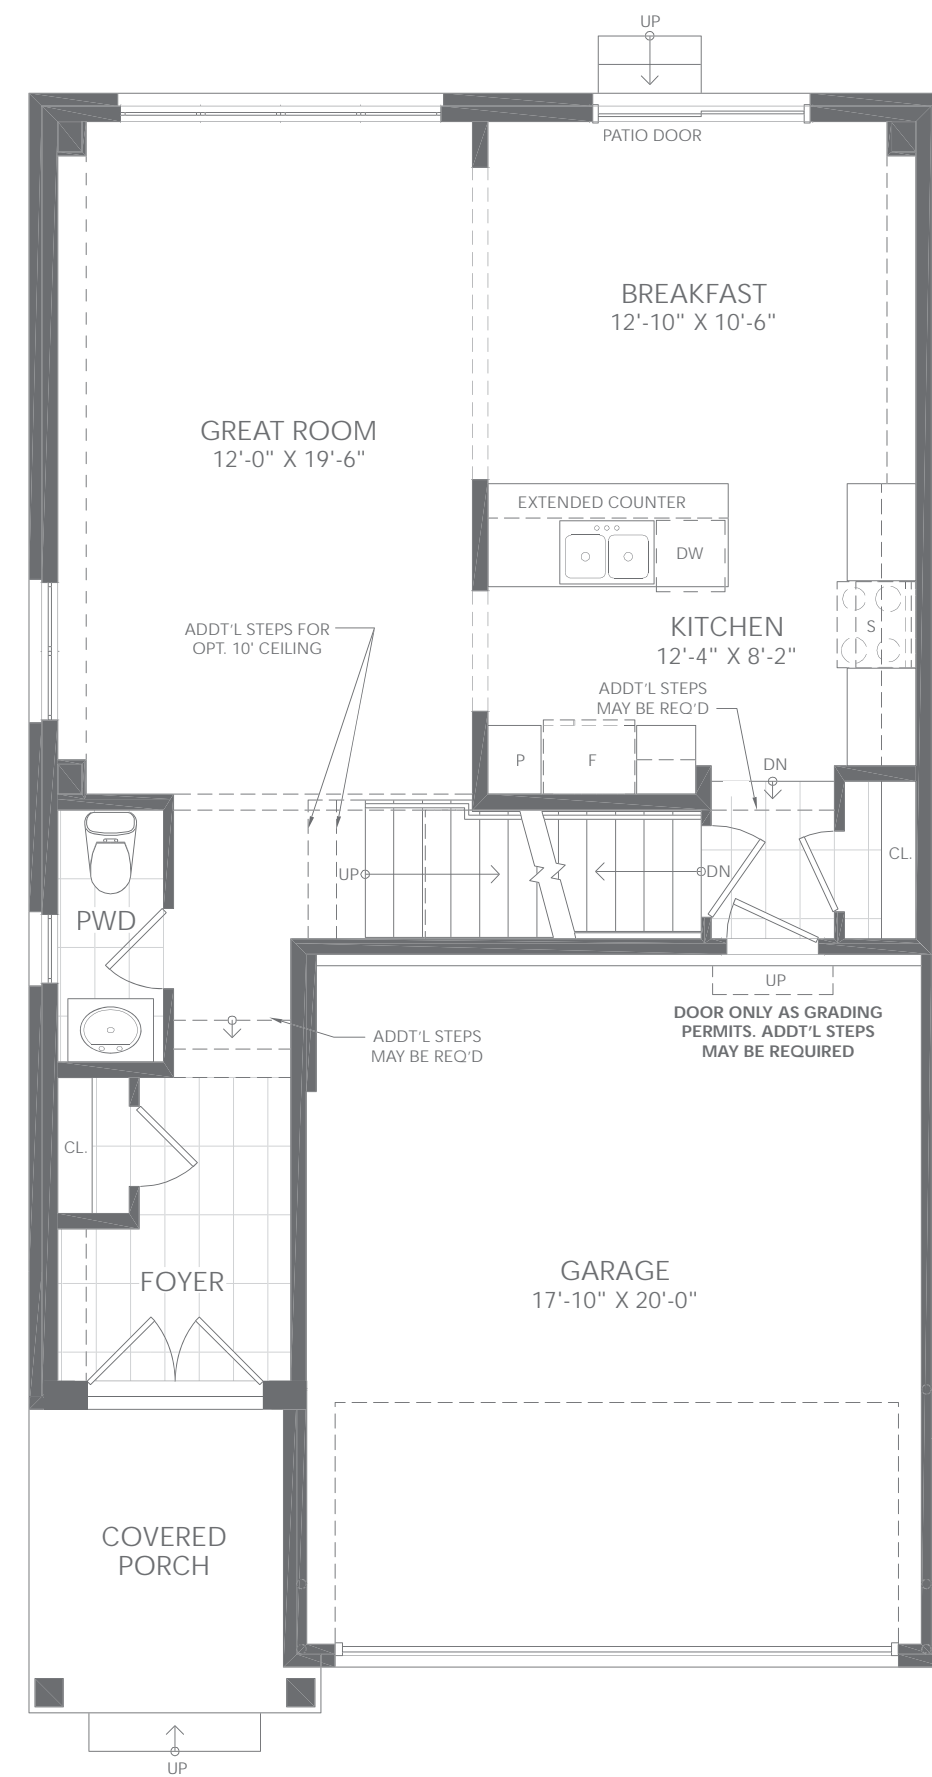 UP
PATIO DOOR
BREAKFAST
12'-10" X 10'-6"
GREAT ROOM
12'-0" X 19'-6"
EXTENDED COUNTER
DW
ADDT'L STEPS FOR
OPT. 10' CEILING
KITCHEN
12'-4" X 8'-2"
S
ADDT'L STEPS
MAY BE REQ'D
P
F
DN
CL.
UP
DN
PWD
UP
DOOR ONLY AS GRADING
PERMITS. ADDT'L STEPS
MAY BE REQUIRED
ADDT'L STEPS
MAY BE REQ'D
CL.
FOYER
GARAGE
17'-10" X 20'-0"
COVERED
PORCH
UP